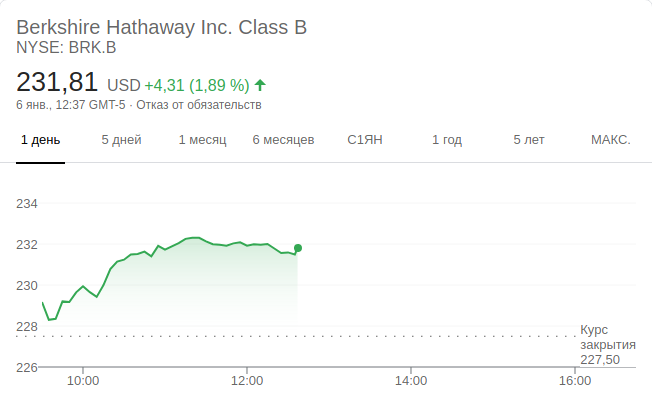 Berkshire Hathaway Inc. Class B
NYSE: BRK.B
231,81 USD +4,31 (1,89 %)
6 янв., 12:37 GMT-5 · Отказ от обязательств
1 день 5 дней 1 месяц 6 месяцев С1ЯН 1 год 5 лет МАКС.
234
232
230
228
Курс
закрытия
227,50
226
10:00 12:00 14:00 16:00